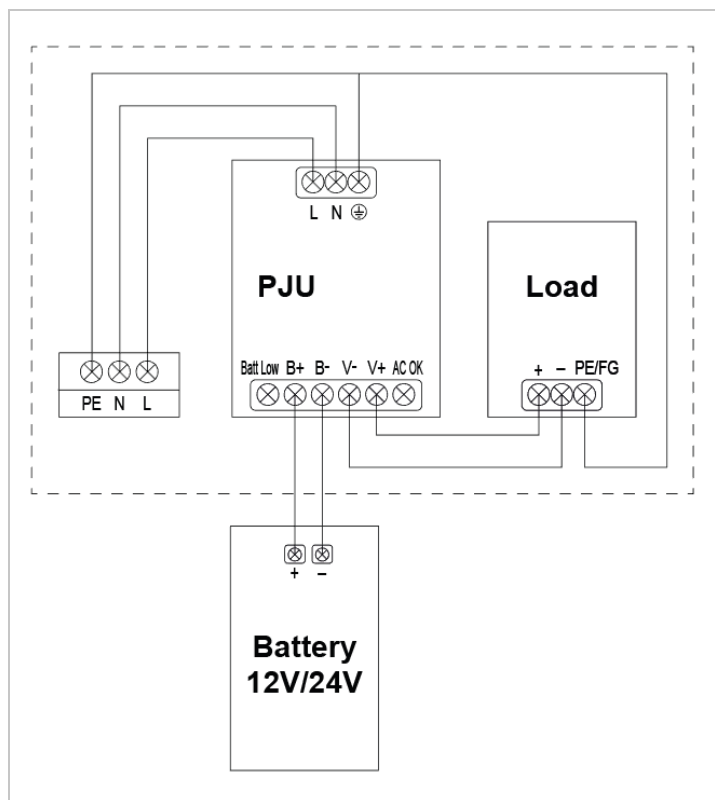 L N
PJU
Load
Batt Low B+ B- V- V+ AC OK
+ − PE/FG
PE N L
+ −
Battery
12V/24V